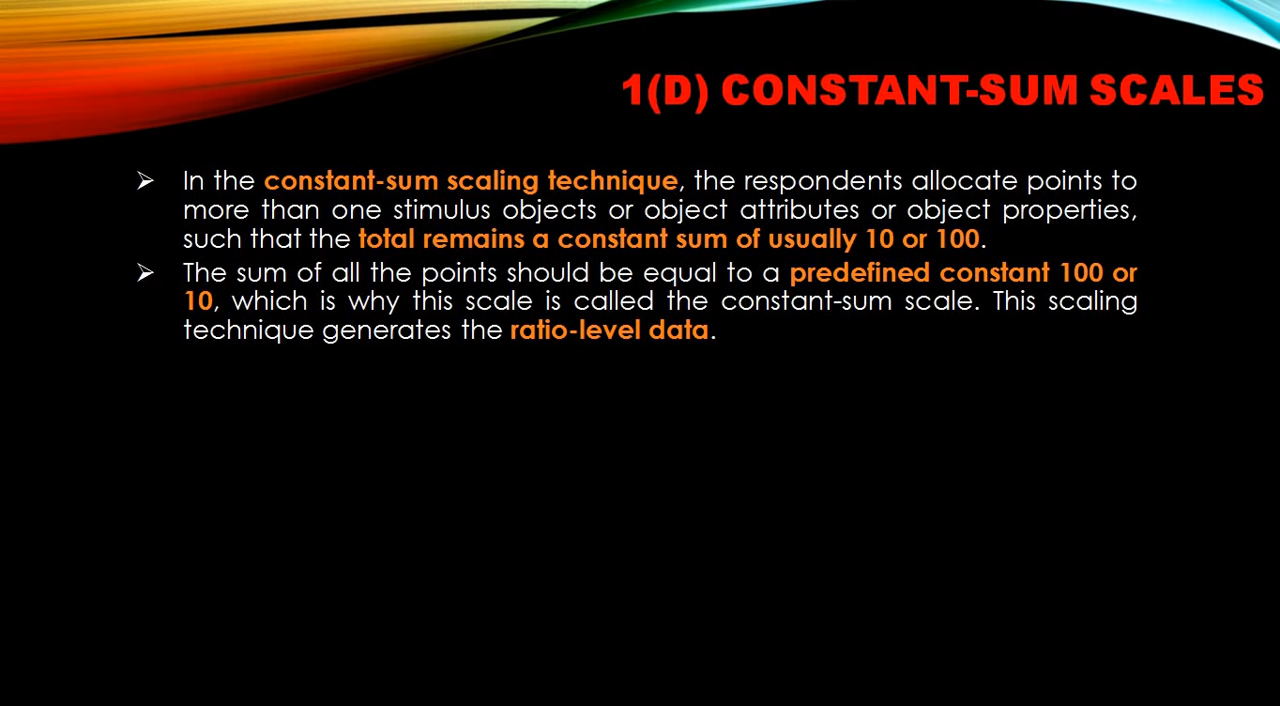 1(D) CONSTANT-SUM SCALES
➢ In the constant-sum scaling technique, the respondents allocate points to
more than one stimulus objects or object attributes or object properties,
such that the total remains a constant sum of usually 10 or 100.
➢ The sum of all the points should be equal to a predefined constant 100 or
10, which is why this scale is called the constant-sum scale. This scaling
technique generates the ratio-level data.